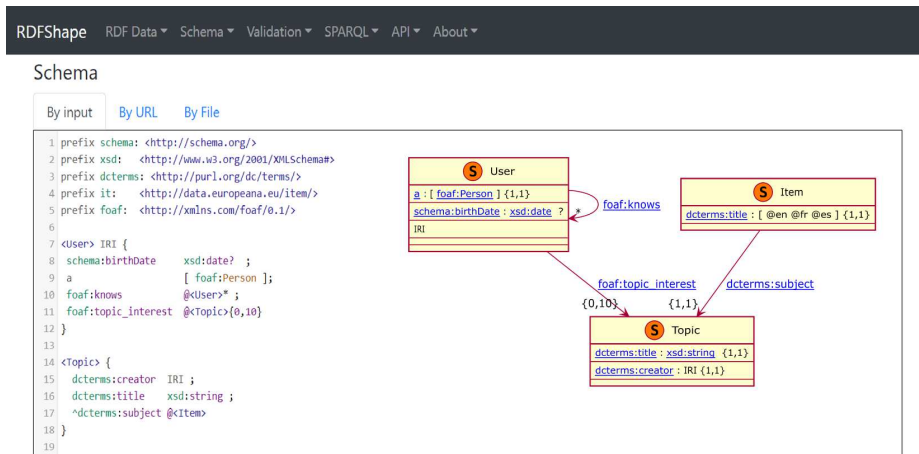 RDFShape RDF Data Schema Validation SPARQL API About
Schema
By input By URL By File
1 prefix schema: <http://schema.org/>
2 prefix xsd: <http://www.w3.org/2001/XMLSchema#>
3 prefix dcterms: <http://purl.org/dc/terms/>
4 prefix it: <http://data.europeana.eu/item/>
5 prefix foaf: <http://xmlns.com/foaf/0.1/>
6
7 <User> IRI {
8 schema:birthDate xsd:date? ;
9 a [ foaf:Person ];
10 foaf:knows @<User>* ;
11 foaf:topic_interest @<Topic>{0,10}
12 }
13
14 <Topic> {
15 dcterms:creator IRI ;
16 dcterms:title xsd:string ;
17 ^dcterms:subject @<Item>
18 }
19
S User
a : [ foaf:Person ] {1,1}
schema:birthDate : xsd:date ?
IRI
*
foaf:knows
S Item
dcterms:title : [ @en @fr @es ] {1,1}
foaf:topic_interest
dcterms:subject
{0,10}
{1,1}
S Topic
dcterms:title : xsd:string {1,1}
dcterms:creator : IRI {1,1}